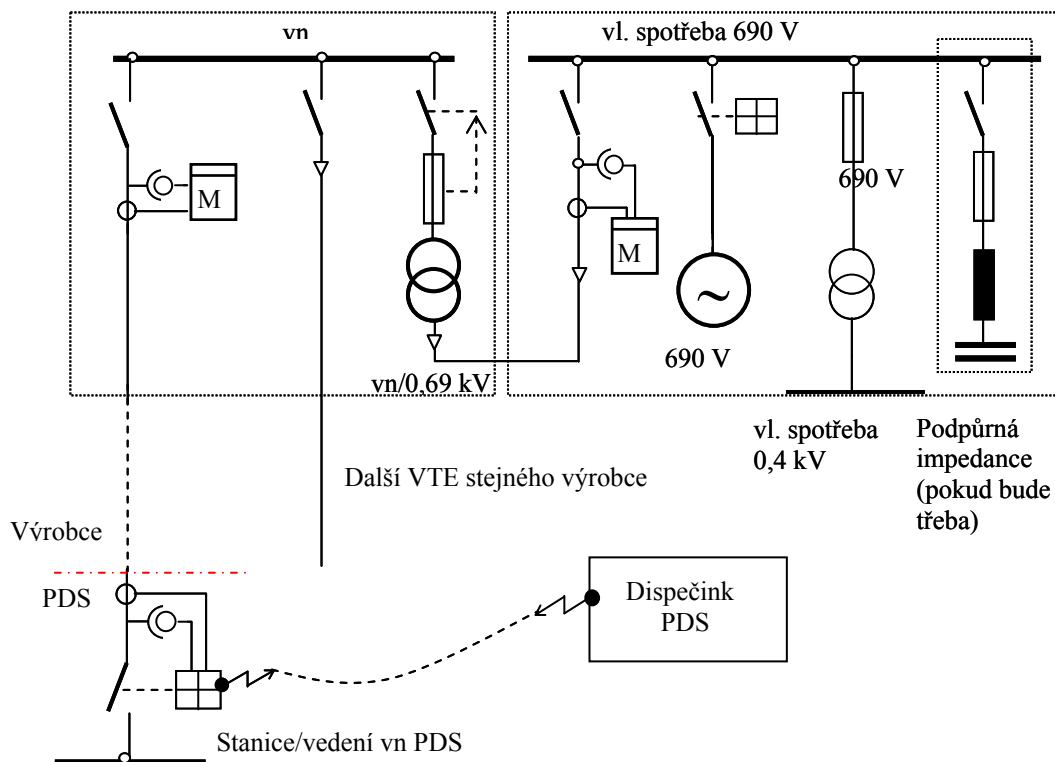 vn
vl. spotřeba 690 V
M
M
690 V
690 V
vn/0,69 kV
vl. spotřeba
0,4 kV
Podpůrná
impedance
(pokud bude
třeba)
Další VTE stejného výrobce
Výrobce
PDS
Dispečink
PDS
Stanice/vedení vn PDS